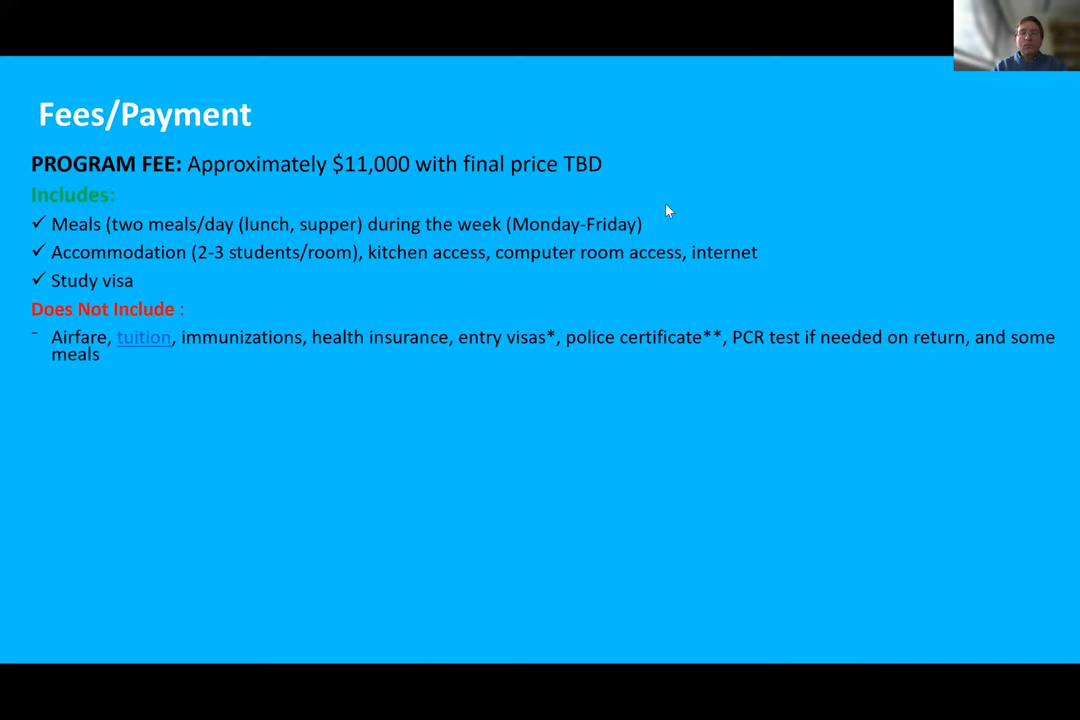 Fees/Payment
PROGRAM FEE: Approximately $11,000 with final price TBD
Includes:
✓ Meals (two meals/day (lunch, supper) during the week (Monday-Friday)
✓ Accommodation (2-3 students/room), kitchen access, computer room access, internet
✓ Study visa
Does Not Include :
- Airfare, tuition, immunizations, health insurance, entry visas*, police certificate**, PCR test if needed on return, and some
meals